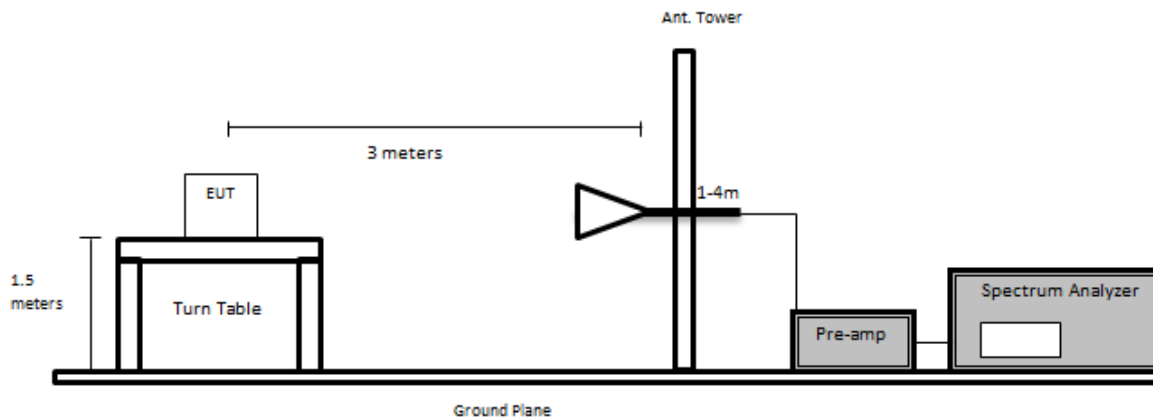 Ant. Tower
3 meters
EUT
1-4m
1.5
meters
Turn Table
Spectrum Analyzer
Pre-amp
Ground Plane